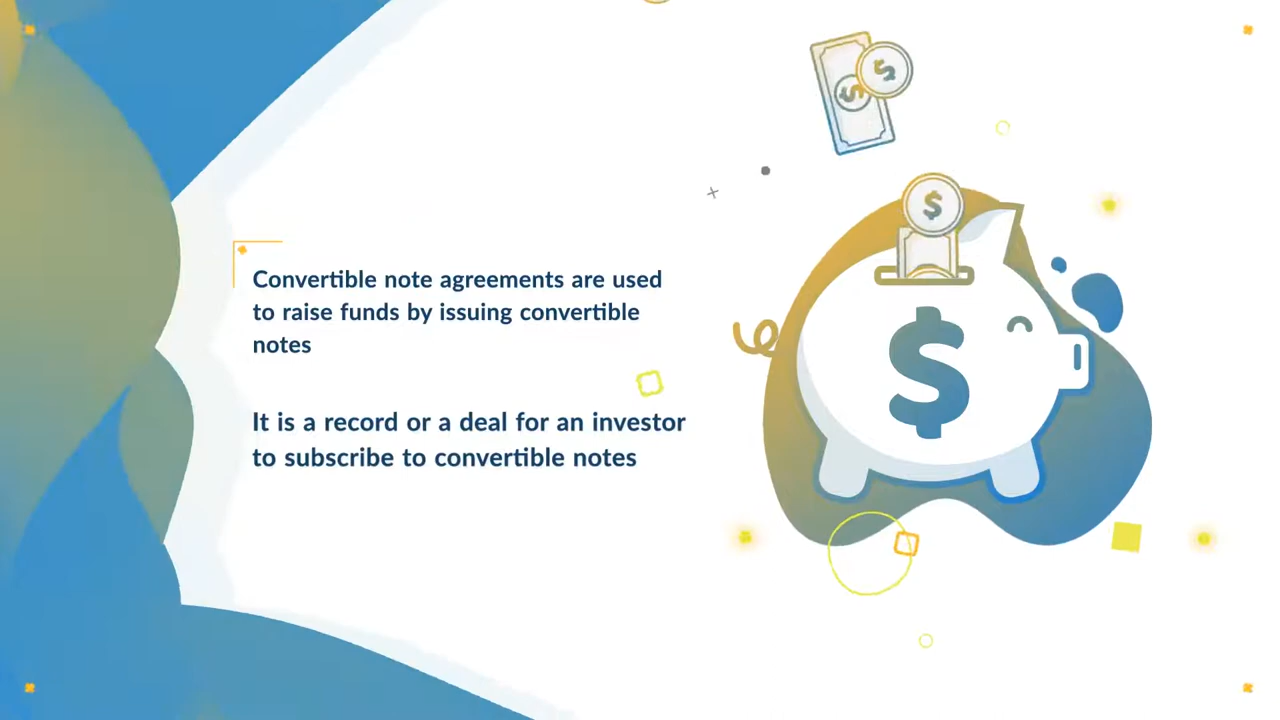 Convertible note agreements are used
to raise funds by issuing convertible
notes
It is a record or a deal for an investor
to subscribe to convertible notes
$
$
$
$